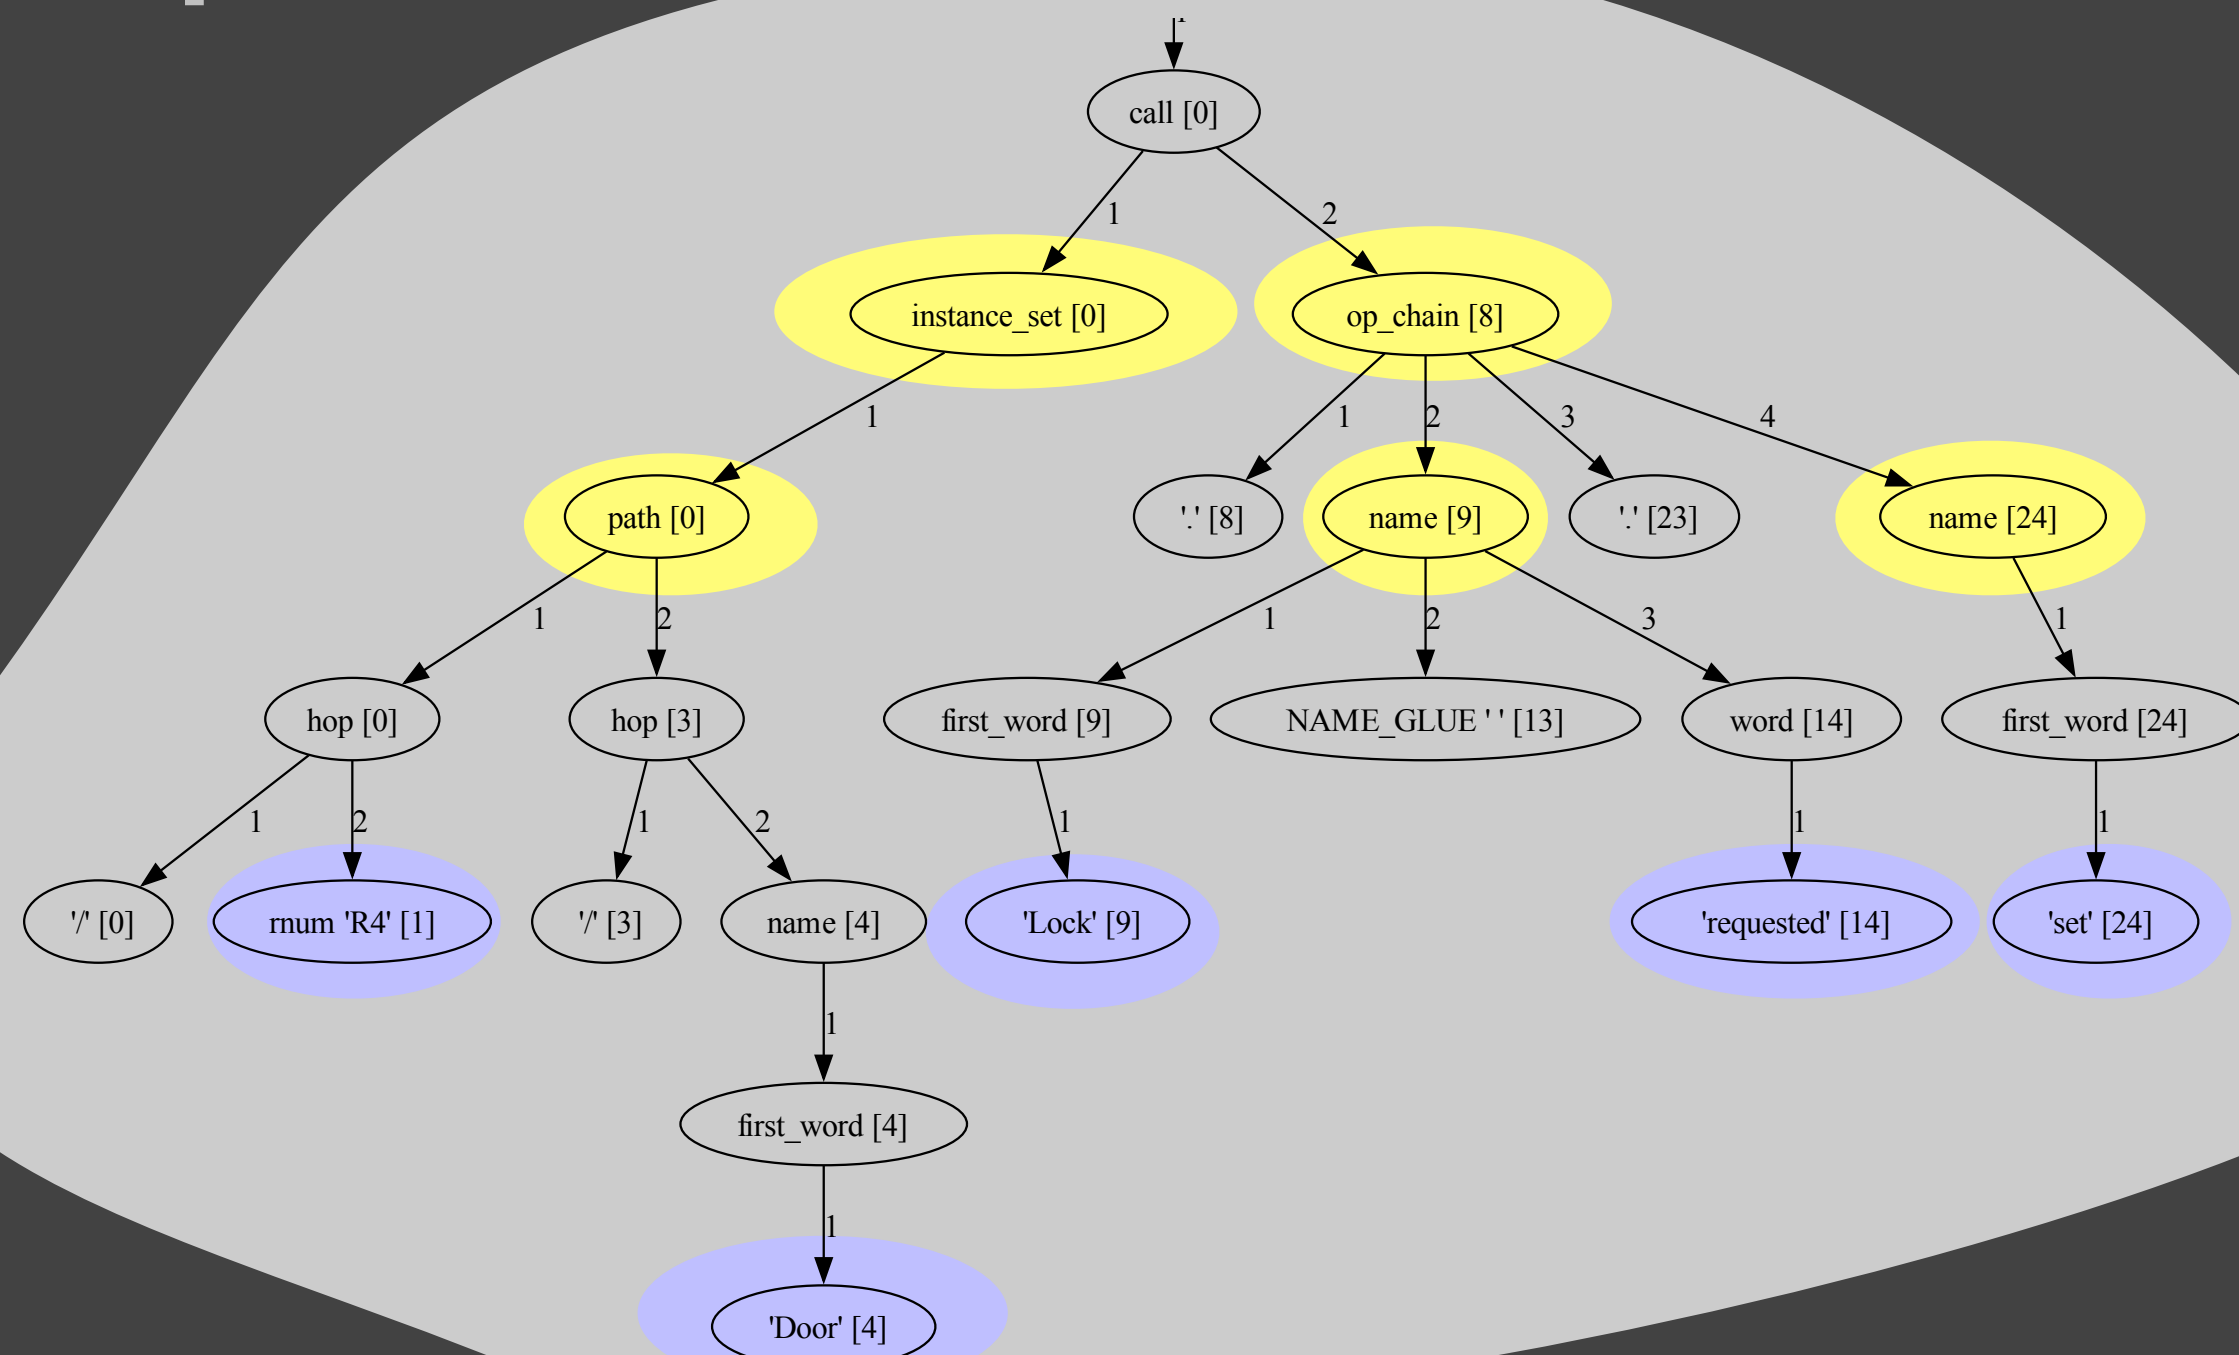 1
call [0]
1 2
instance_set [0] op_chain [8]
1 1 2 3 4
path [0] '.' [8] name [9] '.' [23] name [24]
1 2 1 2 3 1
hop [0] hop [3] first_word [9] NAME_GLUE ' ' [13] word [14] first_word [24]
1 2 1 2 1 1 1
'/' [0] rnum 'R4' [1] '/' [3] name [4] 'Lock' [9] 'requested' [14] 'set' [24]
1
first_word [4]
1
'Door' [4]